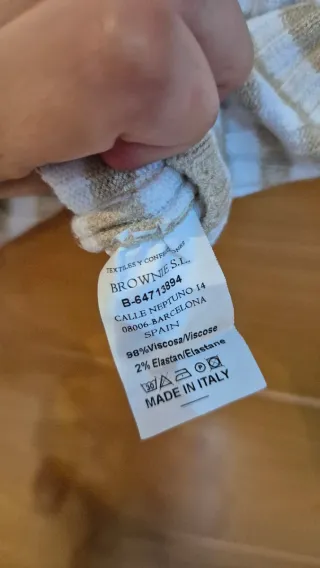 TEXTILES Y CONFECCIONES
BROWNIE S.L.
B-64713894
CALLE NEPTUNO 14
08006-BARCELONA
SPAIN
98%Viscosa/Viscose
2% Elastan/Elastane
MADE IN ITALY